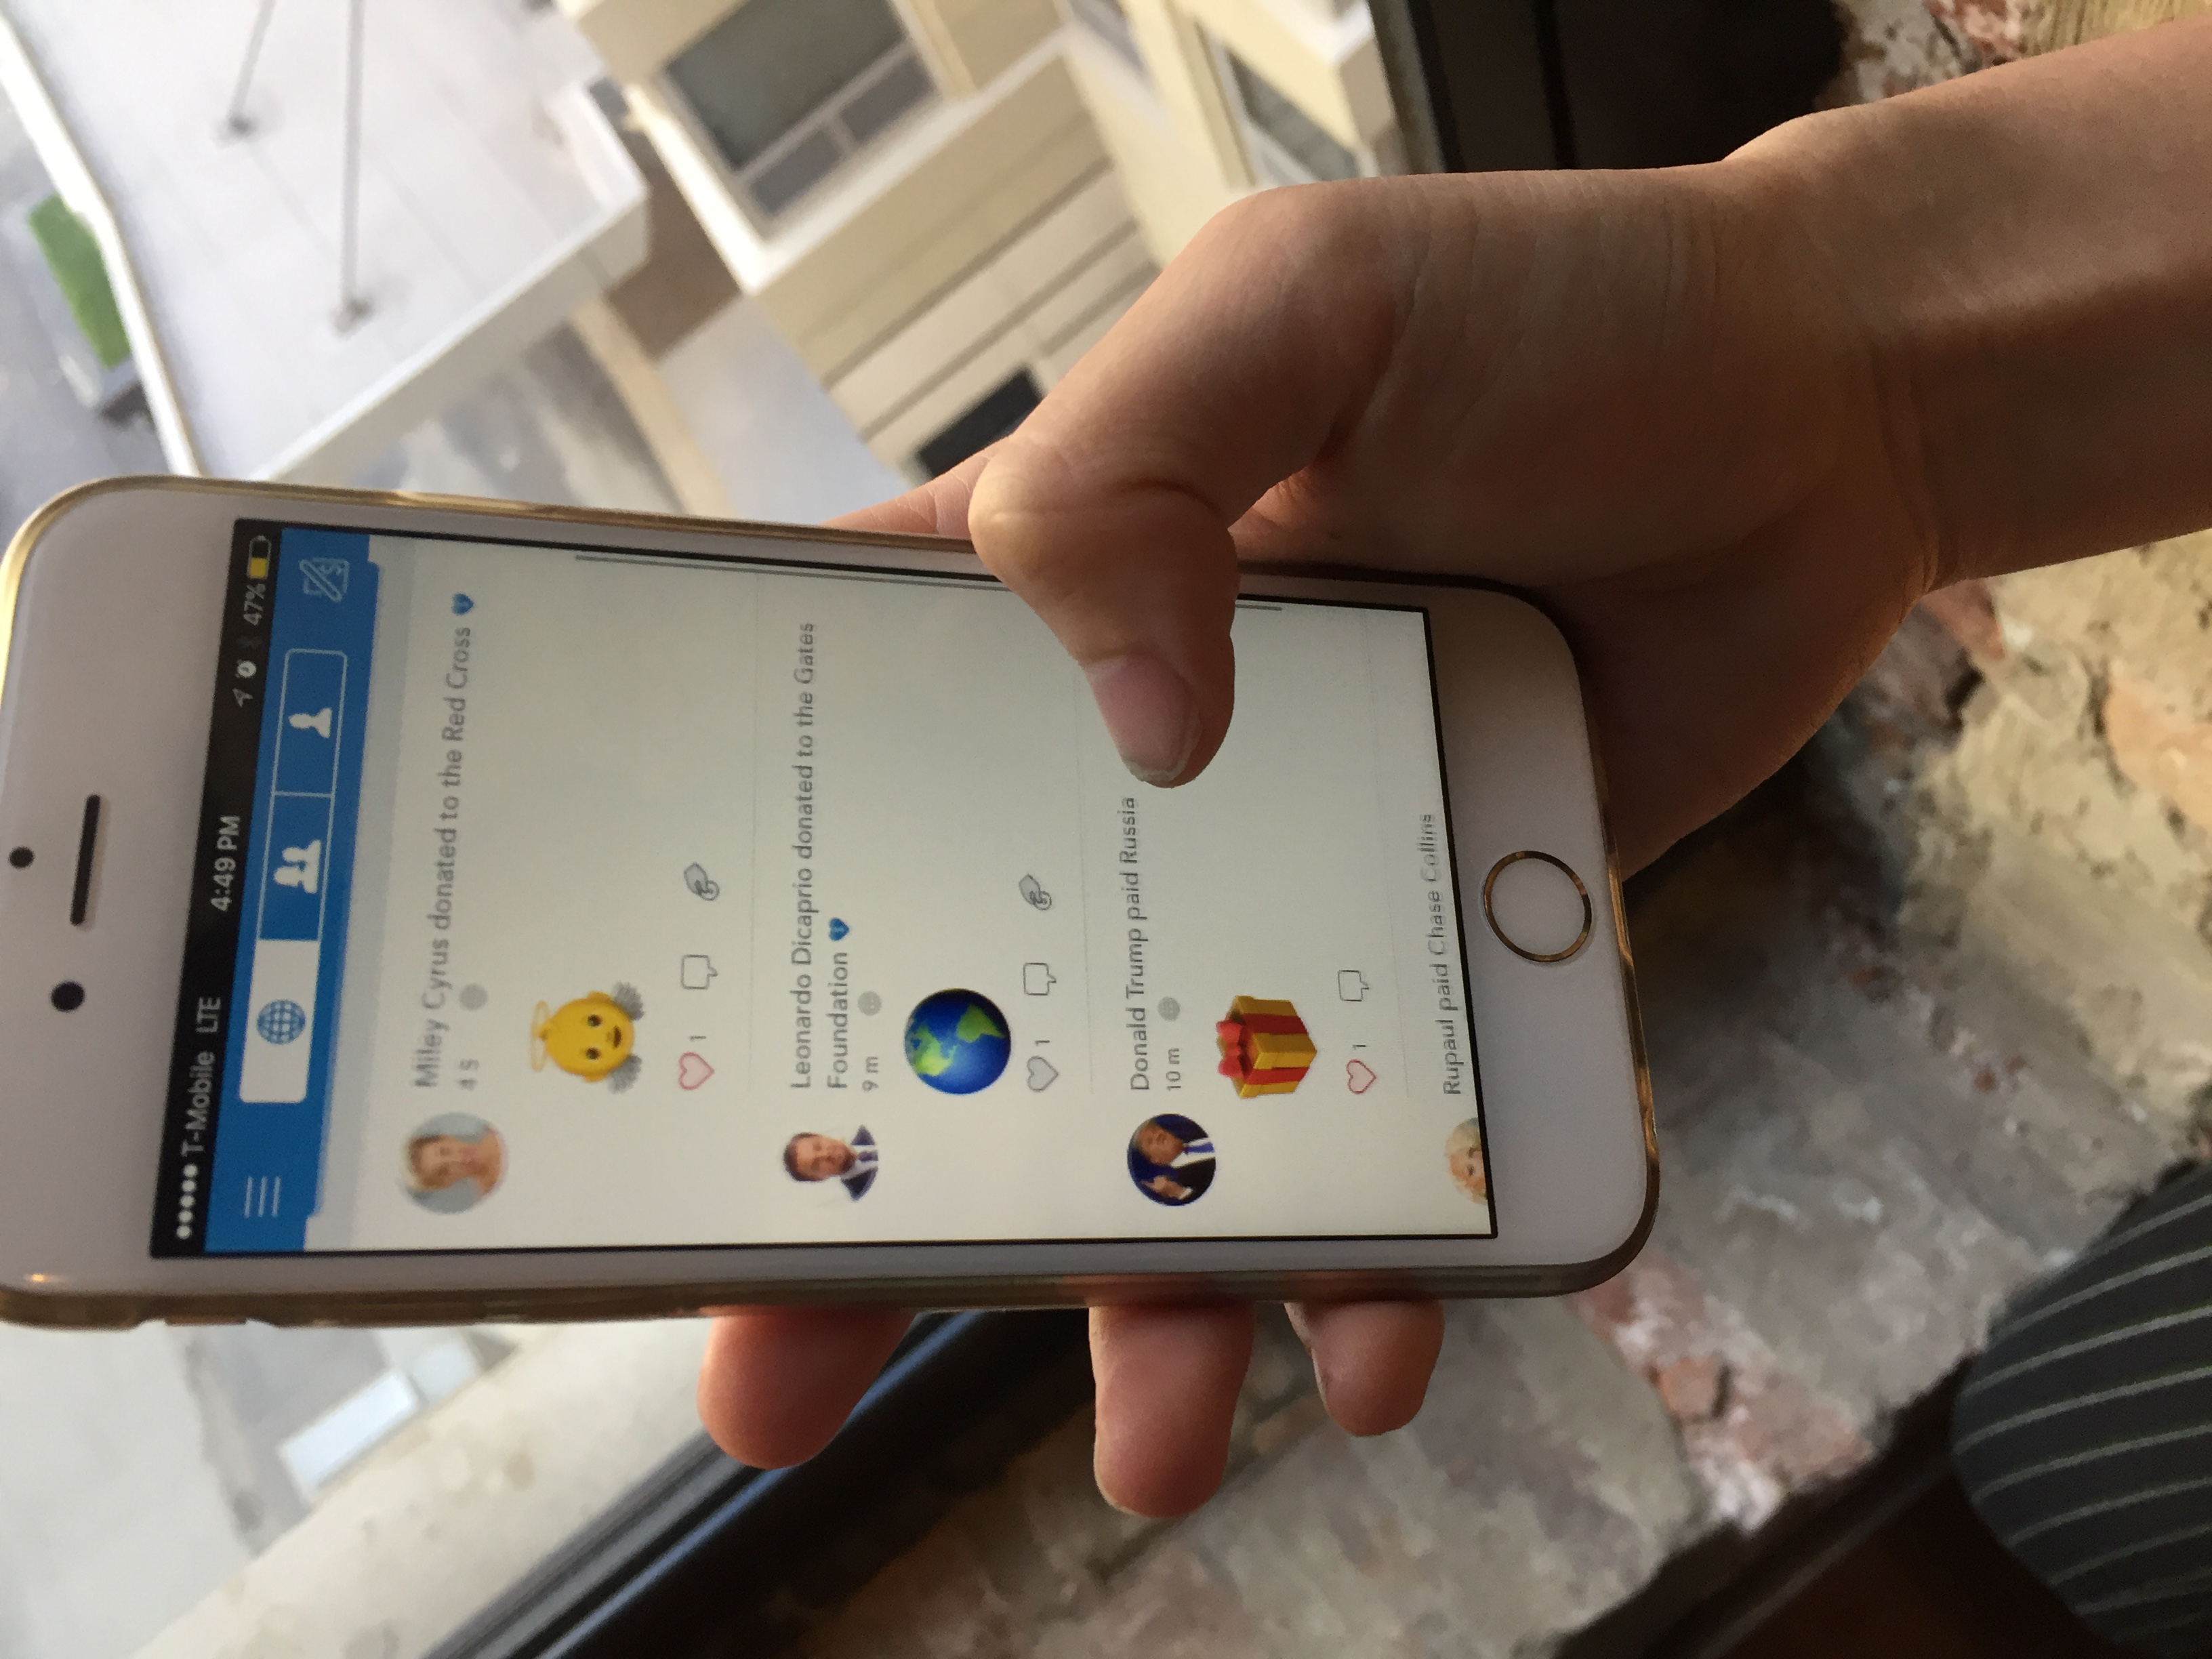 T-Mobile LTE 4:49 PM 47%
Miley Cyrus donated to the Red Cross
4 s
1
Leonardo Dicaprio donated to the Gates
Foundation
9 m
1
Donald Trump paid Russia
10 m
1
Rupaul paid Chase Collins